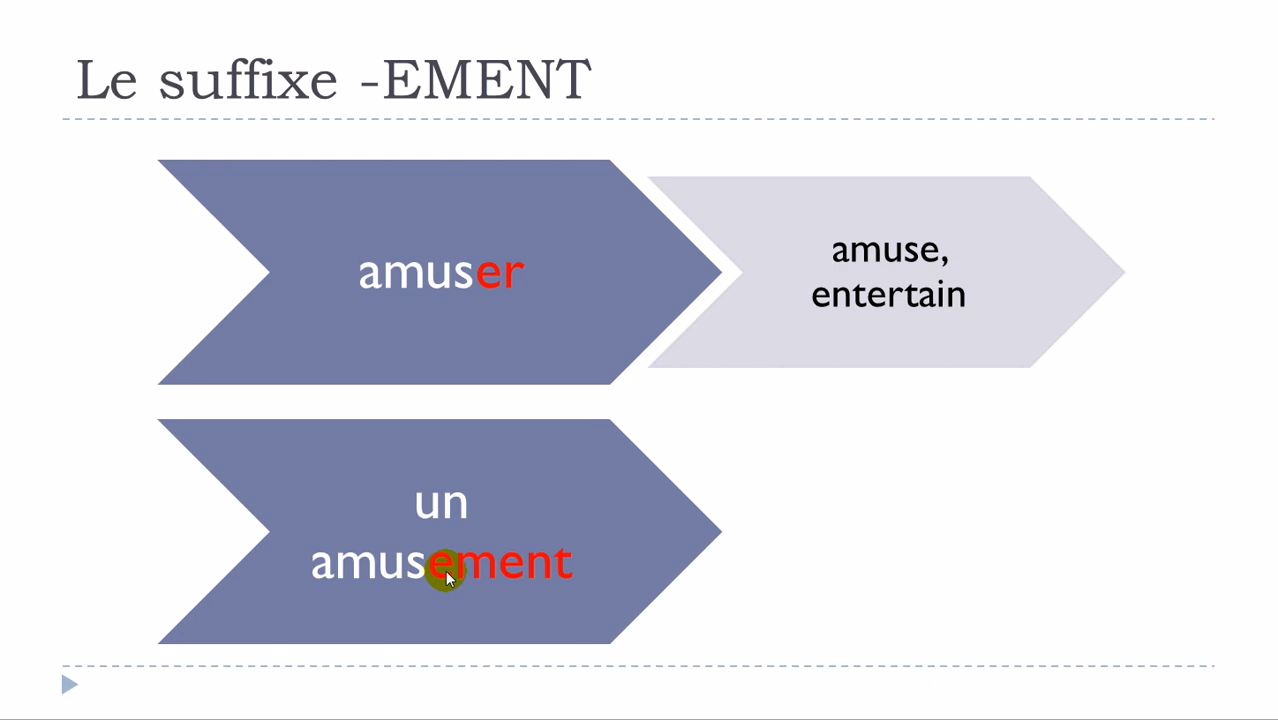 Le suffixe -EMENT
amuser
amuse,
entertain
un
amusement